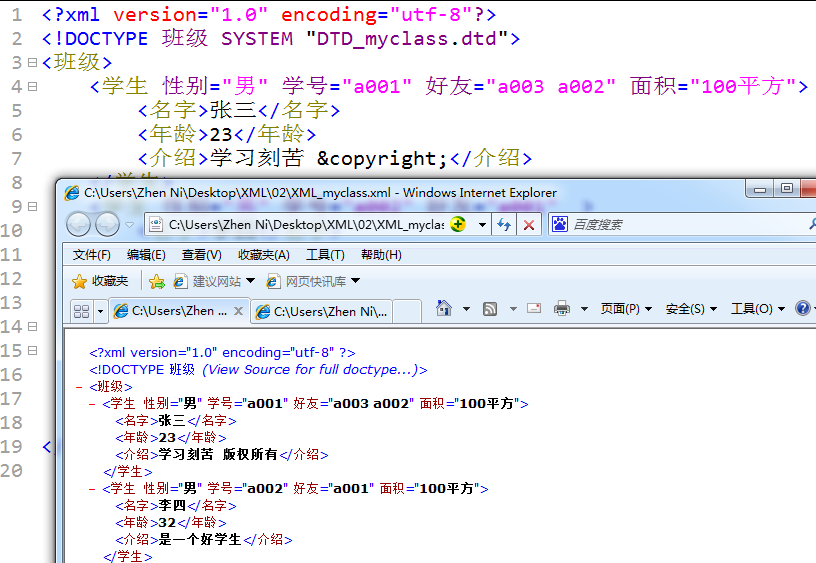 1 <?xml version="1.0" encoding="utf-8"?>
2 <!DOCTYPE 班级 SYSTEM "DTD_myclass.dtd">
3 <班级>
4 <学生 性别="男" 学号="a001" 好友="a003 a002" 面积="100平方">
5 <名字>张三</名字>
6 <年龄>23</年龄>
7 <介绍>学习刻苦 &copyright;</介绍>
8
C:\Users\Zhen Ni\Desktop\XML\02\XML_myclass.xml - Windows Internet Explorer
9
10
C:\Users\Zhen Ni\Desktop\XML\02\XML_myclas
百度搜索
11
文件(F) 编辑(E) 查看(V) 收藏夹(A) 工具(T) 帮助(H)
12
收藏夹 建议网站 网页快讯库
13
C:\Users\Zhen ... C:\Users\Zhen Ni\... 页面(P) 安全(S) 工具(O)
14
15
<?xml version="1.0" encoding="utf-8" ?>
16
<!DOCTYPE 班级 (View Source for full doctype...)>
- <班级>
17
- <学生 性别="男" 学号="a001" 好友="a003 a002" 面积="100平方">
18
<名字>张三</名字>
<年龄>23</年龄>
19 <
<介绍>学习刻苦 版权所有</介绍>
20
</学生>
- <学生 性别="男" 学号="a002" 好友="a001" 面积="100平方">
<名字>李四</名字>
<年龄>32</年龄>
<介绍>是一个好学生</介绍>
</学生>